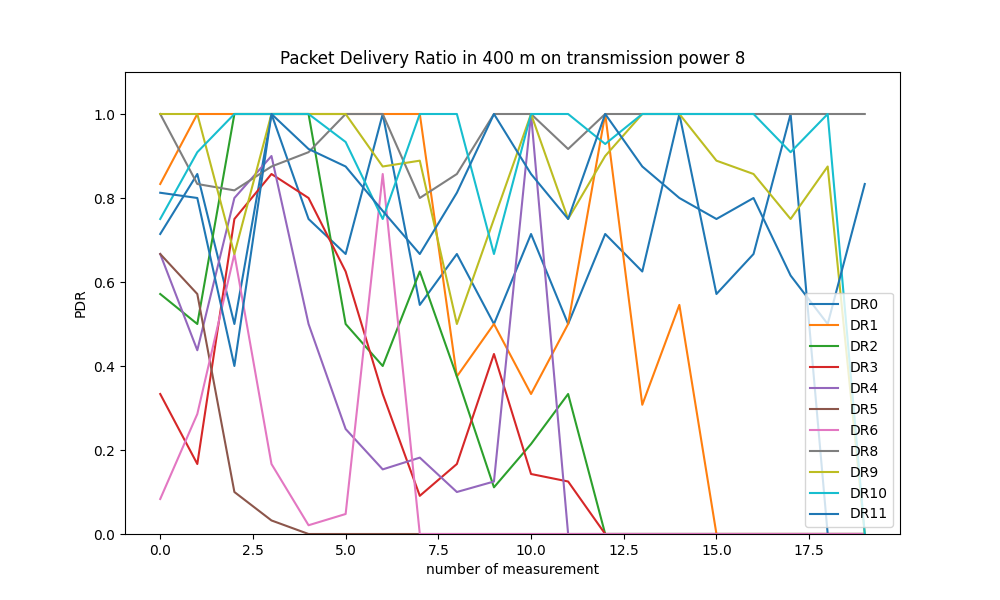 Packet Delivery Ratio in 400 m on transmission power 8
PDR
1.0
0.8
0.6
0.4
0.2
0.0
0.0
2.5
5.0
7.5
10.0
12.5
15.0
17.5
number of measurement
DR0
DR1
DR2
DR3
DR4
DR5
DR6
DR8
DR9
DR10
DR11